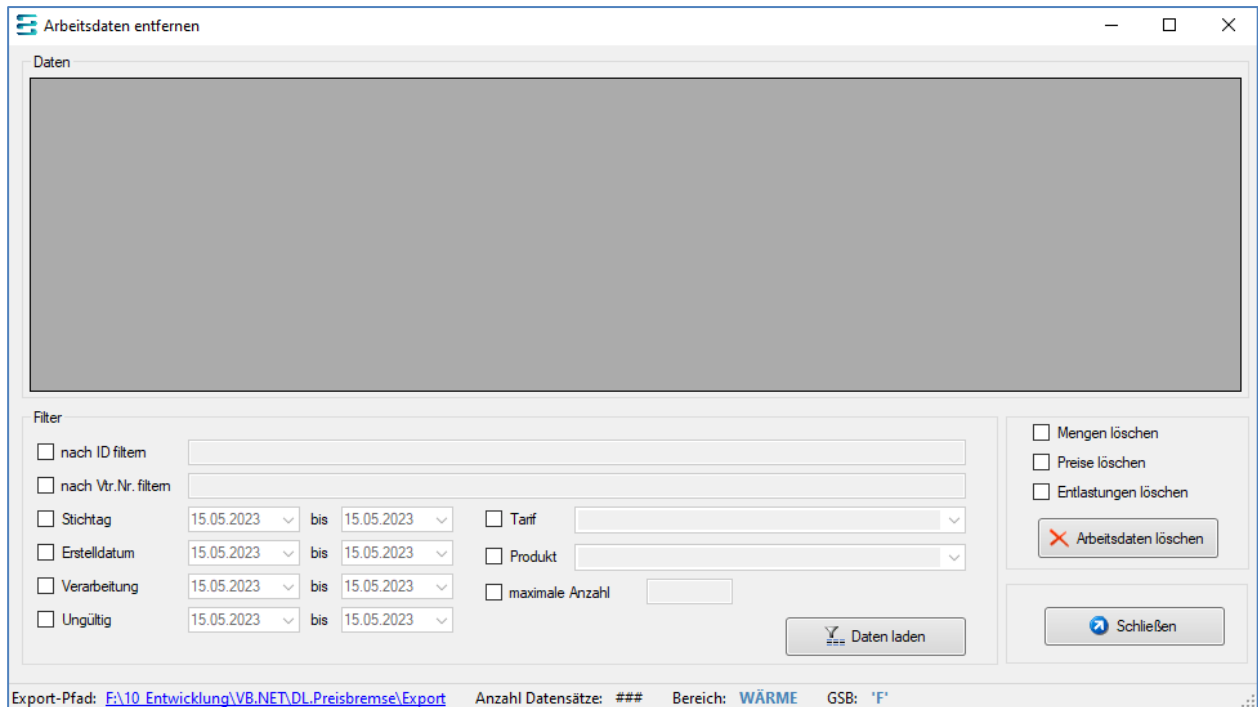 Arbeitsdaten entfernen
Daten
Filter
nach ID filtern
nach Vtr.Nr. filtern
Stichtag 15.05.2023 bis 15.05.2023 Tarif
Erstelldatum 15.05.2023 bis 15.05.2023 Produkt
Verarbeitung 15.05.2023 bis 15.05.2023 maximale Anzahl
Ungültig 15.05.2023 bis 15.05.2023
Daten laden
Mengen löschen
Preise löschen
Entlastungen löschen
Arbeitsdaten löschen
Schließen
Export-Pfad: F:\10_Entwicklung\VB.NET\DL.Preisbremse\Export Anzahl Datensätze: ### Bereich: WÄRME GSB: 'F'